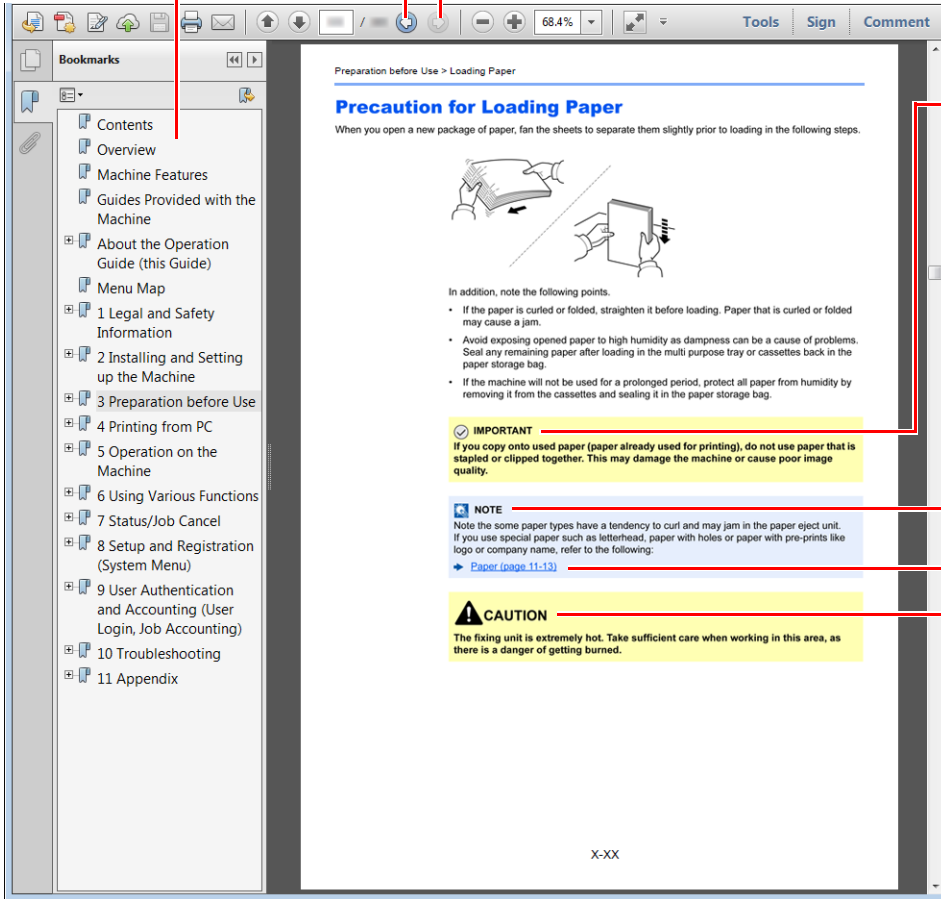 /
68.4%
Tools
Sign
Comment
Bookmarks
Contents
Overview
Machine Features
Guides Provided with the
Machine
About the Operation
Guide (this Guide)
Menu Map
1 Legal and Safety
Information
2 Installing and Setting
up the Machine
3 Preparation before Use
4 Printing from PC
5 Operation on the
Machine
6 Using Various Functions
7 Status/Job Cancel
8 Setup and Registration
(System Menu)
9 User Authentication
and Accounting (User
Login, Job Accounting)
10 Troubleshooting
11 Appendix
Preparation before Use > Loading Paper
Precaution for Loading Paper
When you open a new package of paper, fan the sheets to separate them slightly prior to loading in the following steps.
In addition, note the following points.
• If the paper is curled or folded, straighten it before loading. Paper that is curled or folded
may cause a jam.
• Avoid exposing opened paper to high humidity as dampness can be a cause of problems.
Seal any remaining paper after loading in the multi purpose tray or cassettes back in the
paper storage bag.
• If the machine will not be used for a prolonged period, protect all paper from humidity by
removing it from the cassettes and sealing it in the paper storage bag.
IMPORTANT
If you copy onto used paper (paper already used for printing), do not use paper that is
stapled or clipped together. This may damage the machine or cause poor image
quality.
NOTE
Note the some paper types have a tendency to curl and may jam in the paper eject unit.
If you use special paper such as letterhead, paper with holes or paper with pre-prints like
logo or company name, refer to the following:
Paper (page 11-13)
CAUTION
The fixing unit is extremely hot. Take sufficient care when working in this area, as
there is a danger of getting burned.
X-XX